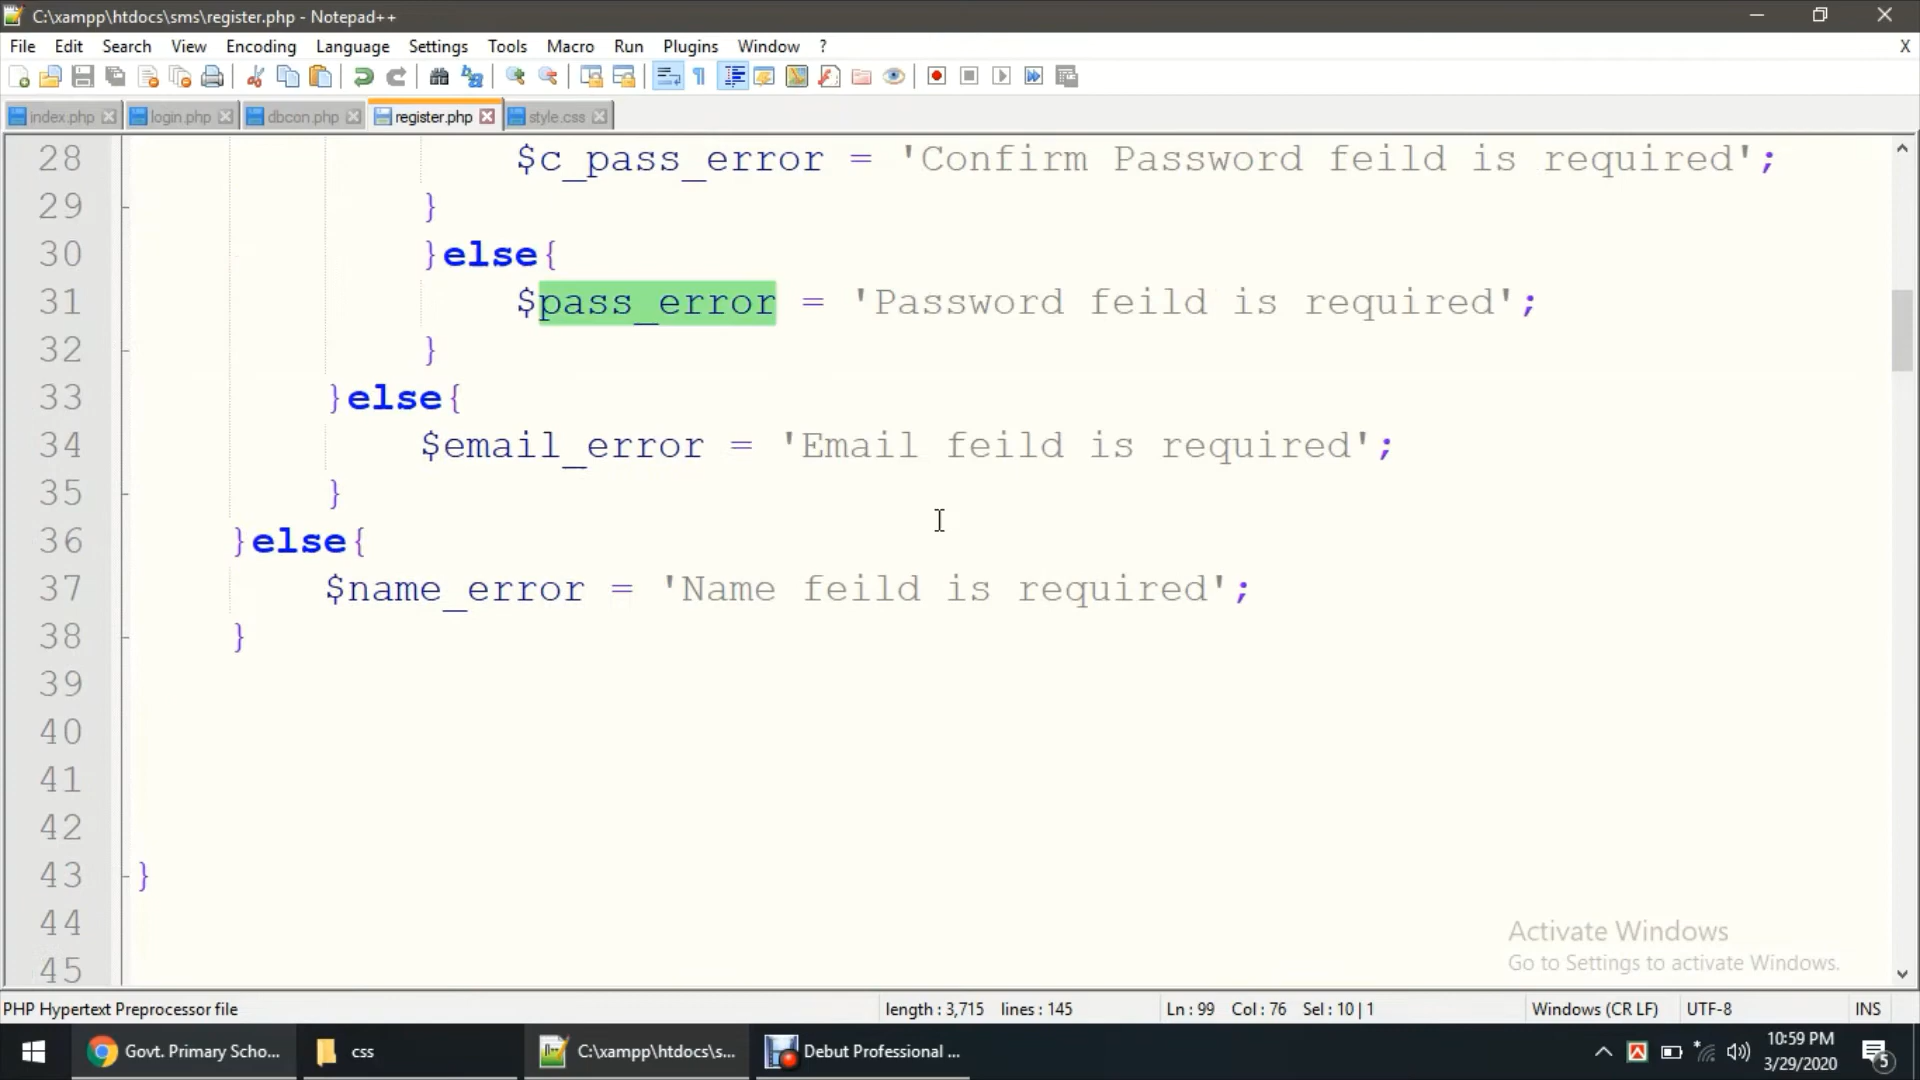 C:\xampp\htdocs\sms\register.php - Notepad++
File Edit Search View Encoding Language Settings Tools Macro Run Plugins Window ? X
index.php login.php dbcon.php register.php style.css
28 $c_pass_error = 'Confirm Password feild is required';
29 }
30 }else{
31 $pass_error = 'Password feild is required';
32 }
33 }else{
34 $email_error = 'Email feild is required';
35 }
36 }else{
37 $name_error = 'Name feild is required';
38 }
39
40
41
42
43 }
44
45
Activate Windows
Go to Settings to activate Windows.
PHP Hypertext Preprocessor file length : 3,715 lines : 145 Ln : 99 Col : 76 Sel : 10 | 1 Windows (CR LF) UTF-8 INS
Govt. Primary Scho... css C:\xampp\htdocs\s... Debut Professional ... 10:59 PM
3/29/2020 5